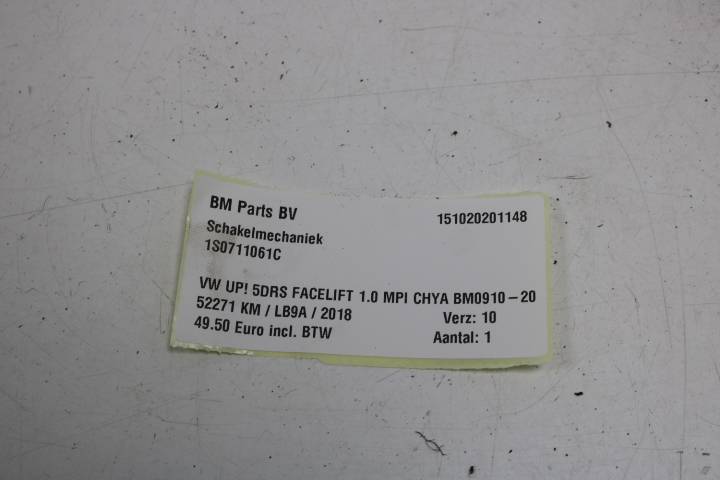 BM Parts BV 151020201148
Schakelmechaniek
1S0711061C
VW UP! 5DRS FACELIFT 1.0 MPI CHYA BM0910-20
52271 KM / LB9A / 2018 Verz: 10
49.50 Euro incl. BTW Aantal: 1